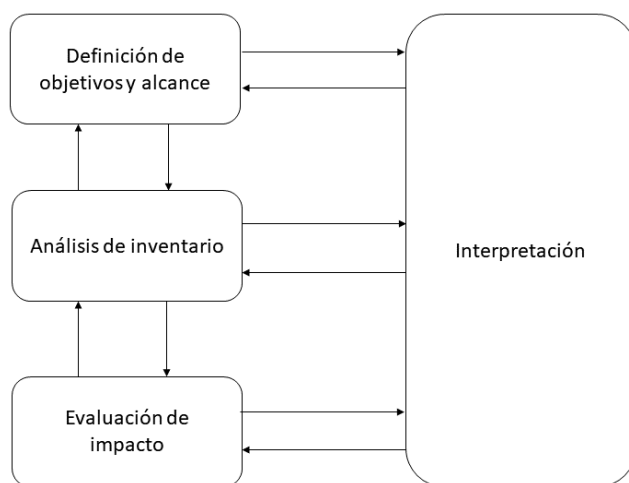 Definición de
objetivos y alcance
Análisis de inventario
Interpretación
Evaluación de
impacto